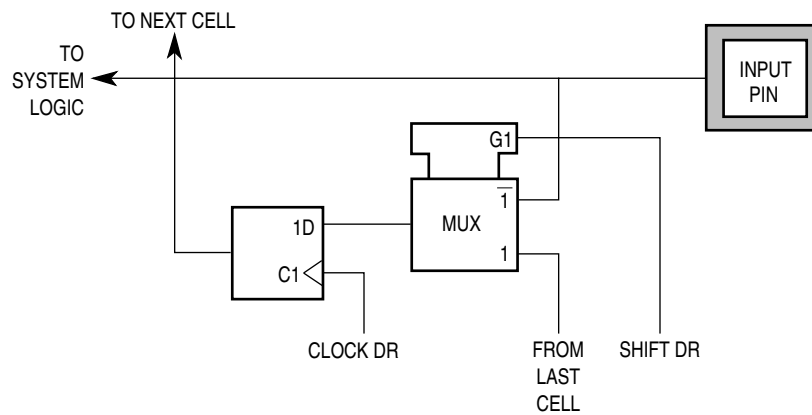 TO NEXT CELL
TO
SYSTEM
LOGIC
INPUT
PIN
G1
1
MUX
1
1D
C1
CLOCK DR
FROM
LAST
CELL
SHIFT DR